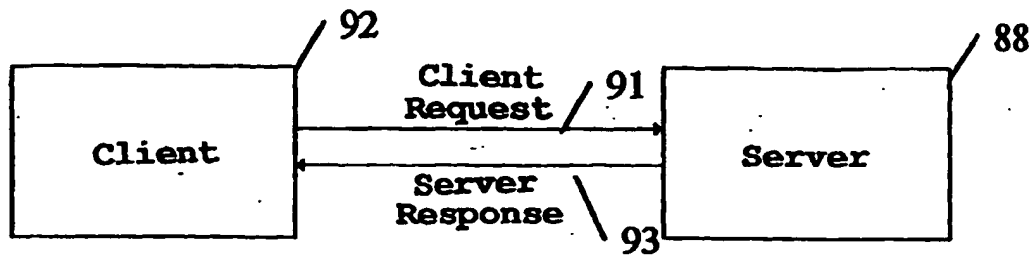 92
88
Client
Request
91
Client
Server
Server
Response
93